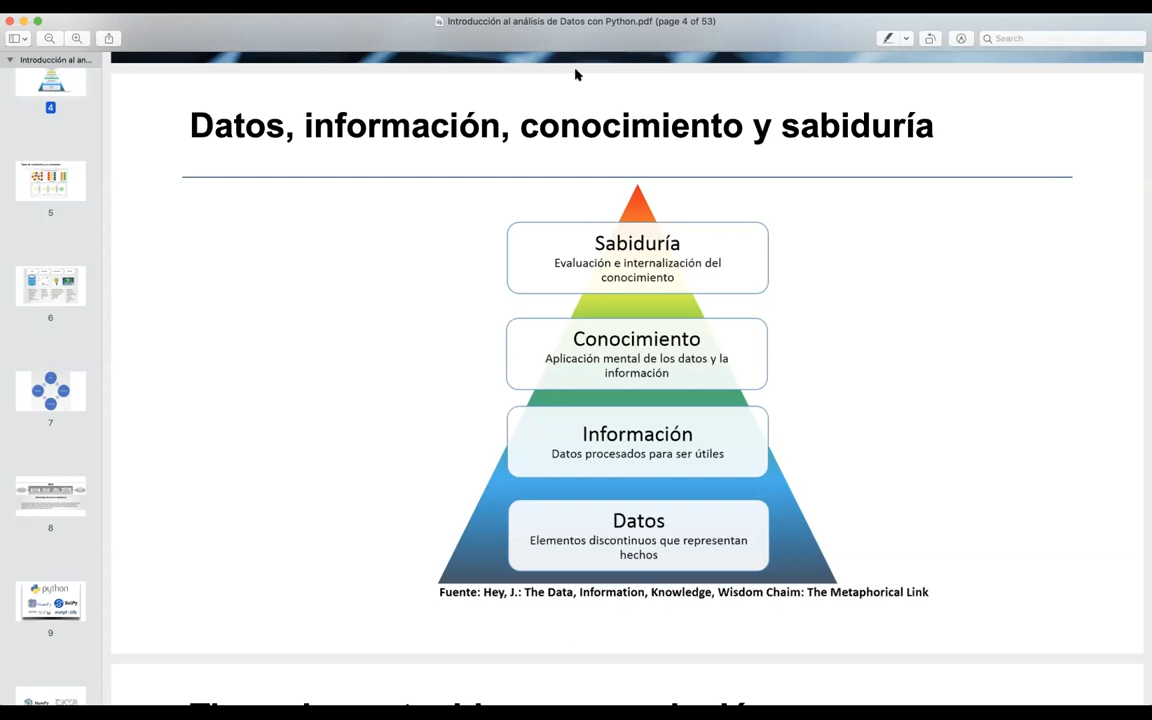 Introducción al análisis de Datos con Python.pdf (page 4 of 53)
Search
Introducción al an...
4
5
6
7
8
9
python
SciPy
NumPy
Datos, información, conocimiento y sabiduría
Sabiduría
Evaluación e internalización del
conocimiento
Conocimiento
Aplicación mental de los datos y la
información
Información
Datos procesados para ser útiles
Datos
Elementos discontinuos que representan
hechos
Fuente: Hey, J.: The Data, Information, Knowledge, Wisdom Chaim: The Metaphorical Link